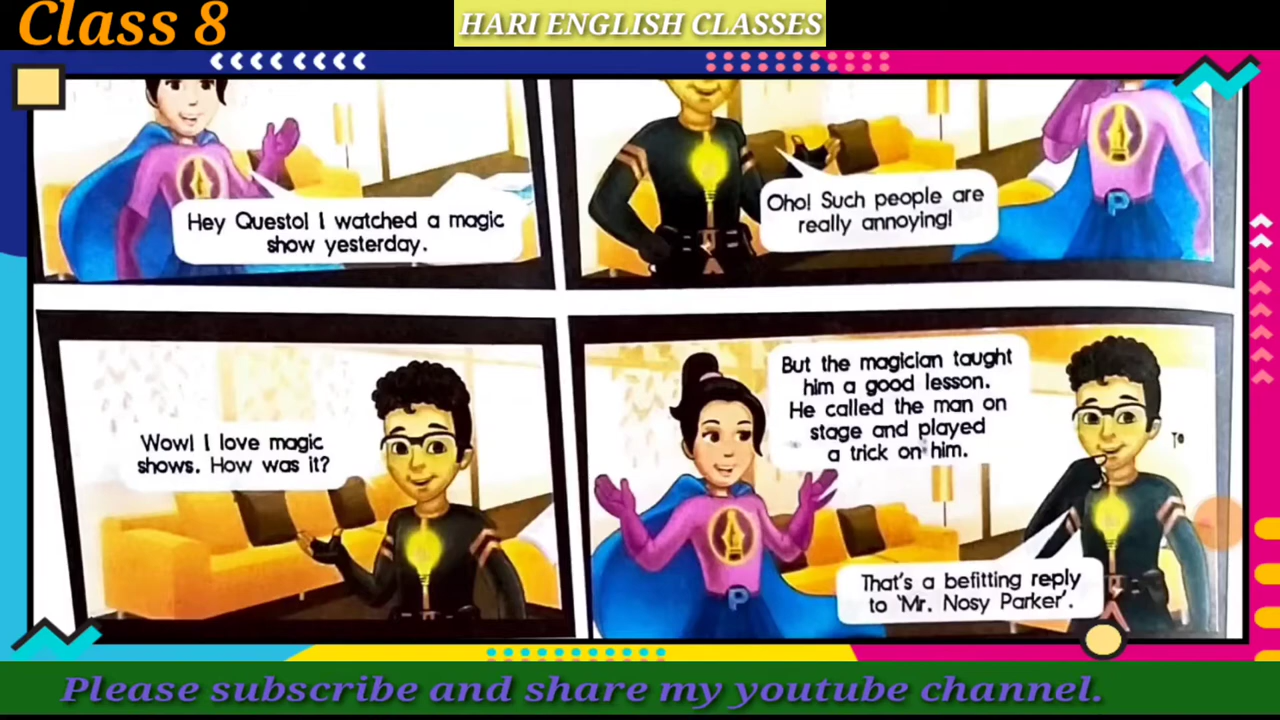 Class 8
HARI ENGLISH CLASSES
Hey Questo! I watched a magic
show yesterday.
Oho! Such people are
really annoying!
P
Wow! I love magic
shows. How was it?
But the magician taught
him a good lesson.
He called the man on
stage and played
a trick on him.
To
P
That's a befitting reply
to 'Mr. Nosy Parker'.
Please subscribe and share my youtube channel.